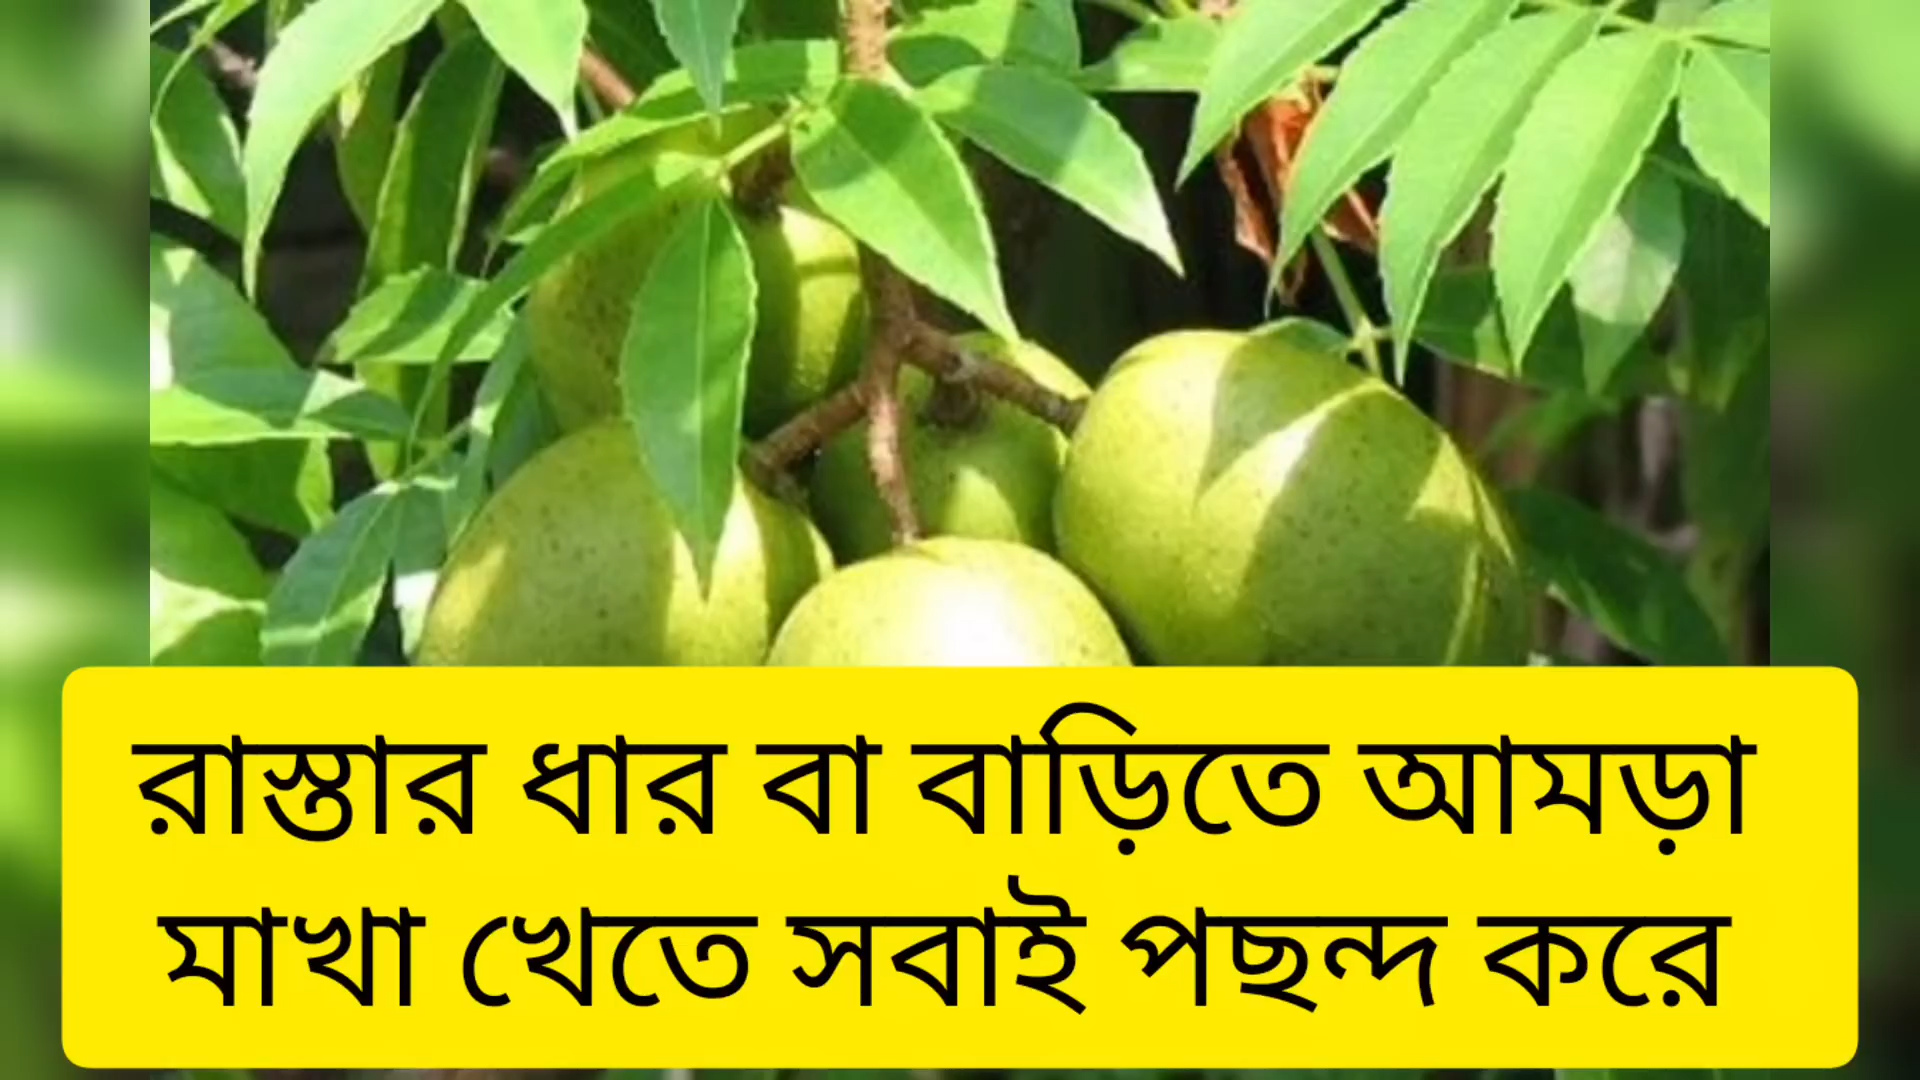 রাস্তার ধার বা বাড়িতে আমড়া
মাখা খেতে সবাই পছন্দ করে